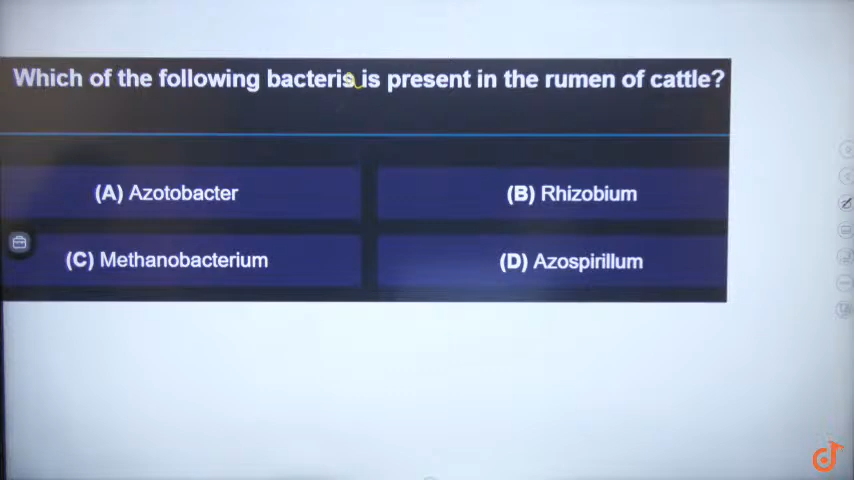 Which of the following bacteris is present in the rumen of cattle?
(A) Azotobacter
(B) Rhizobium
(C) Methanobacterium
(D) Azospirillum